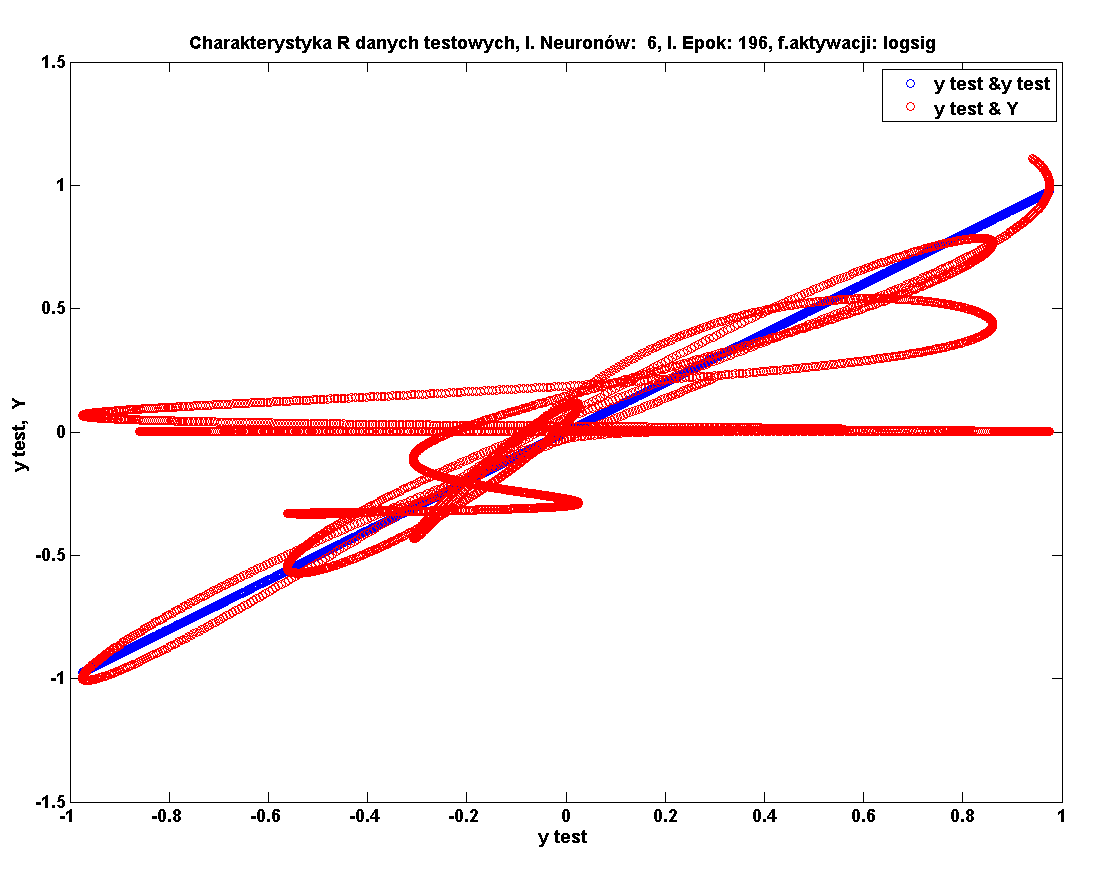 Charakterystyka R danych testowych, l. Neuronów:  6, l. Epok: 196, f.aktywacji: logsig
1.5
y test &y test
y test & Y
1
0.5
0
-0.5
-1
-1.5
y test, Y
-1 -0.8 -0.6 -0.4 -0.2 0 0.2 0.4 0.6 0.8 1
y test